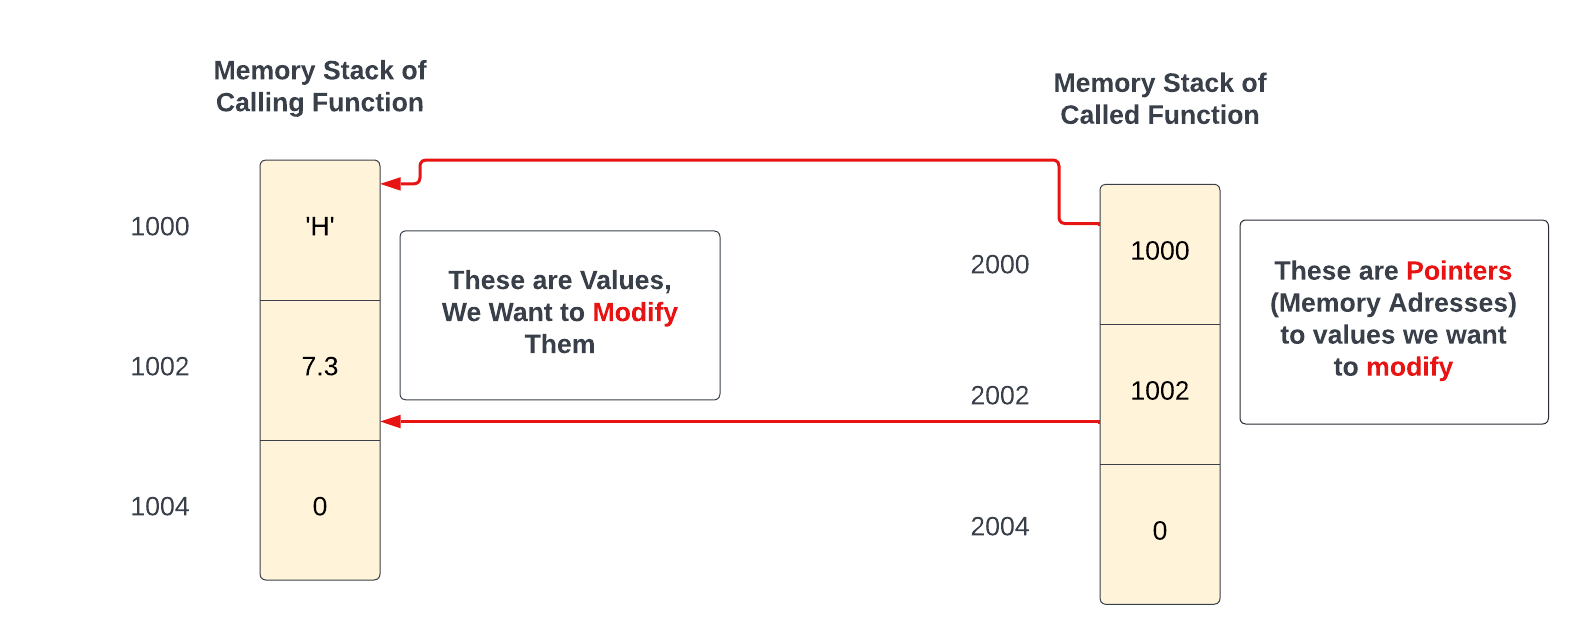 Memory Stack of
Calling Function
Memory Stack of
Called Function
1000
'H'
1002
7.3
1004
0
These are Values,
We Want to Modify
Them
2000
1000
2002
1002
2004
0
These are Pointers
(Memory Adresses)
to values we want
to modify